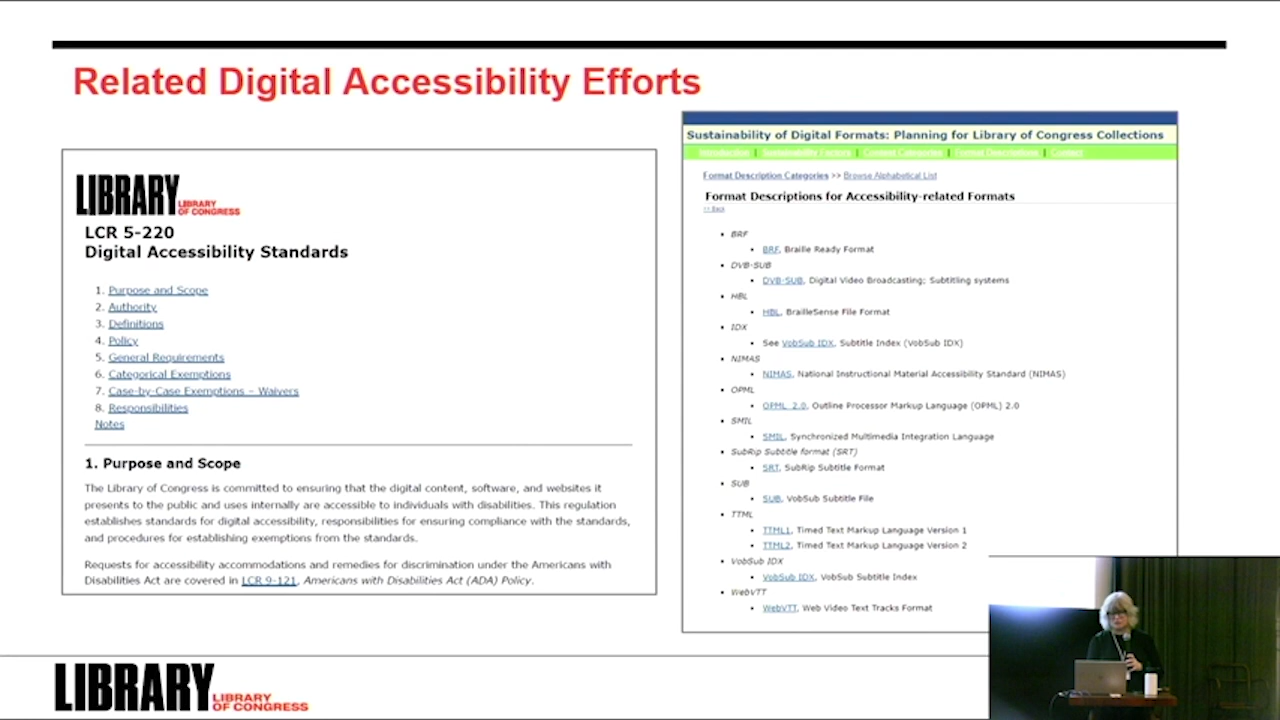 Related Digital Accessibility Efforts
LIBRARY
LIBRARY
OF CONGRESS
LCR 5-220
Digital Accessibility Standards
1. Purpose and Scope
2. Authority
3. Definitions
4. Policy
5. General Requirements
6. Categorical Exemptions
7. Case-by-Case Exemptions – Waivers
8. Responsibilities
Notes
1. Purpose and Scope
The Library of Congress is committed to ensuring that the digital content, software, and websites it
presents to the public and uses internally are accessible to individuals with disabilities. This regulation
establishes standards for digital accessibility, responsibilities for ensuring compliance with the standards,
and procedures for establishing exemptions from the standards.
Requests for accessibility accommodations and remedies for discrimination under the Americans with
Disabilities Act are covered in LCR 9-121, Americans with Disabilities Act (ADA) Policy.
Sustainability of Digital Formats: Planning for Library of Congress Collections
Introduction | Sustainability Factors | Content Categories | Format Descriptions | Contact
Format Description Categories >> Browse Alphabetical List
Format Descriptions for Accessibility-related Formats
<< Back
• BRF
• BRF, Braille Ready Format
• DVB-SUB
• DVB-SUB, Digital Video Broadcasting; Subtitling systems
• HBL
• HBL, BrailleSense File Format
• IDX
• See VobSub IDX, Subtitle Index (VobSub IDX)
• NIMAS
• NIMAS, National Instructional Material Accessibility Standard (NIMAS)
• OPML
• OPML_2.0, Outline Processor Markup Language (OPML) 2.0
• SMIL
• SMIL, Synchronized Multimedia Integration Language
• SubRip Subtitle format (SRT)
• SRT, SubRip Subtitle Format
• SUB
• SUB, VobSub Subtitle File
• TTML
• TTML1, Timed Text Markup Language Version 1
• TTML2, Timed Text Markup Language Version 2
• VobSub IDX
• VobSub IDX, VobSub Subtitle Index
• WebVTT
• WebVTT, Web Video Text Tracks Format
LIBRARY
LIBRARY
OF CONGRESS